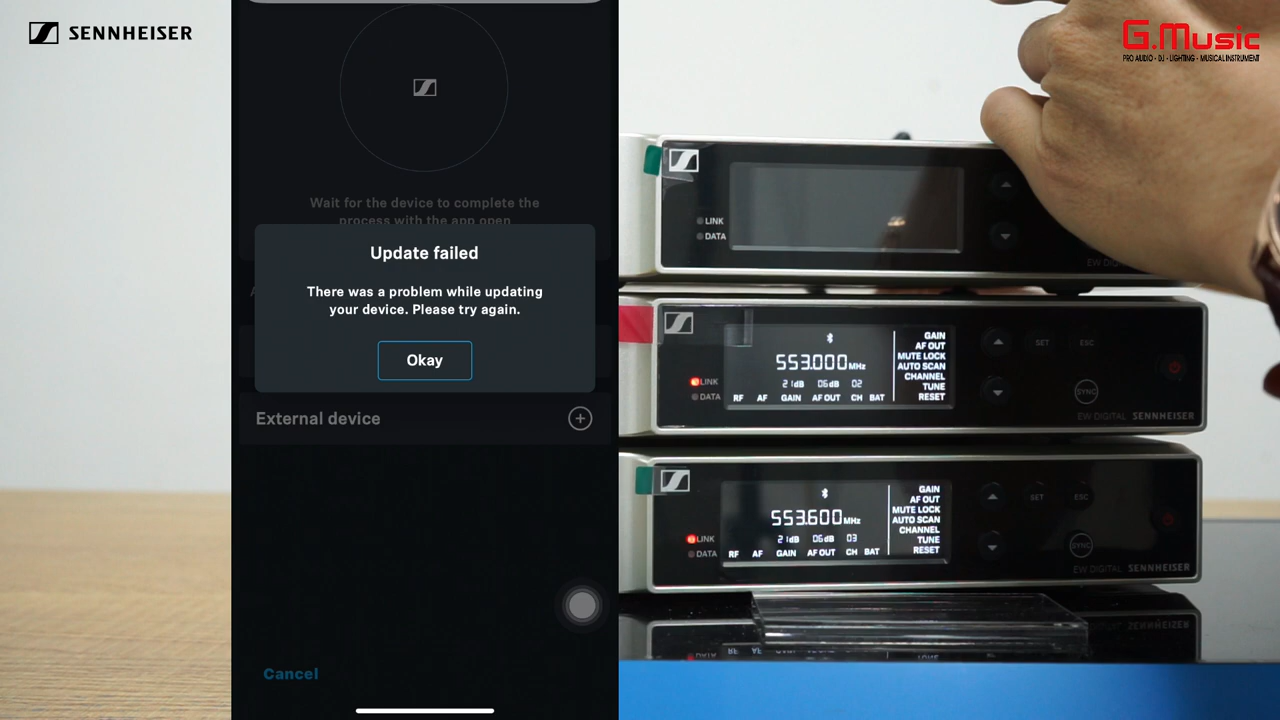 SENNHEISER
G.Music
PRO AUDIO - DJ - LIGHTING - MUSICAL INSTRUMENT
Wait for the device to complete the
process with the app open
Update failed
There was a problem while updating
your device. Please try again.
Okay
External device
Cancel
LINK
DATA
EW DIG
553.000 MHz
21dB 06dB 02
RF AF GAIN AF OUT CH BAT
GAIN
AF OUT
MUTE LOCK
AUTO SCAN
CHANNEL
TUNE
RESET
LINK
DATA
SET
ESC
SYNC
EW DIGITAL SENNHEISER
553.600 MHz
21dB 06dB 03
RF AF GAIN AF OUT CH BAT
GAIN
AF OUT
MUTE LOCK
AUTO SCAN
CHANNEL
TUNE
RESET
LINK
DATA
SET
ESC
SYNC
EW DIGITAL SENNHEISER